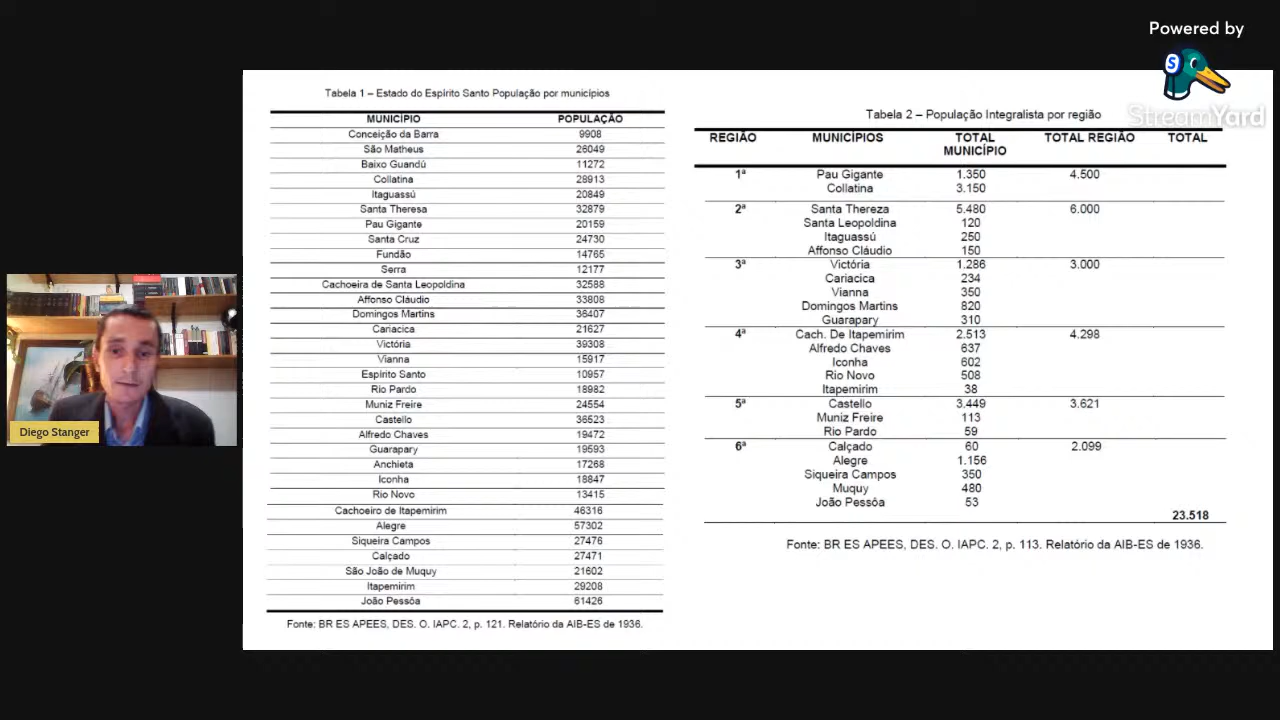 Powered by
StreamYard
Tabela 1 – Estado do Espírito Santo População por municípios
MUNICÍPIO POPULAÇÃO
Conceição da Barra 9908
São Matheus 26049
Baixo Guandú 11272
Collatina 28913
Itaguassú 20849
Santa Theresa 32879
Pau Gigante 20159
Santa Cruz 24730
Fundão 14765
Serra 12177
Cachoeira de Santa Leopoldina 32588
Affonso Cláudio 33808
Domingos Martins 36407
Cariacica 21627
Victória 39308
Vianna 15917
Espírito Santo 10957
Rio Pardo 18982
Muniz Freire 24554
Castello 36523
Alfredo Chaves 19472
Guarapary 19593
Anchieta 17268
Iconha 18847
Rio Novo 13415
Cachoeiro de Itapemirim 46316
Alegre 57302
Siqueira Campos 27476
Calçado 27471
São João de Muquy 21602
Itapemirim 29208
João Pessôa 61426
Fonte: BR ES APEES, DES. O. IAPC. 2, p. 121. Relatório da AIB-ES de 1936.
Tabela 2 – População Integralista por região
REGIÃO MUNICÍPIOS TOTAL MUNICÍPIO TOTAL REGIÃO TOTAL
1ª Pau Gigante 1.350 4.500
Collatina 3.150
2ª Santa Thereza 5.480 6.000
Santa Leopoldina 120
Itaguassú 250
Affonso Cláudio 150
3ª Victória 1.286 3.000
Cariacica 234
Vianna 350
Domingos Martins 820
Guarapary 310
4ª Cach. De Itapemirim 2.513 4.298
Alfredo Chaves 637
Iconha 602
Rio Novo 508
Itapemirim 38
5ª Castello 3.449 3.621
Muniz Freire 113
Rio Pardo 59
6ª Calçado 60 2.099
Alegre 1.156
Siqueira Campos 350
Muquy 480
João Pessôa 53
23.518
Fonte: BR ES APEES, DES. O. IAPC. 2, p. 113. Relatório da AIB-ES de 1936.
Diego Stanger